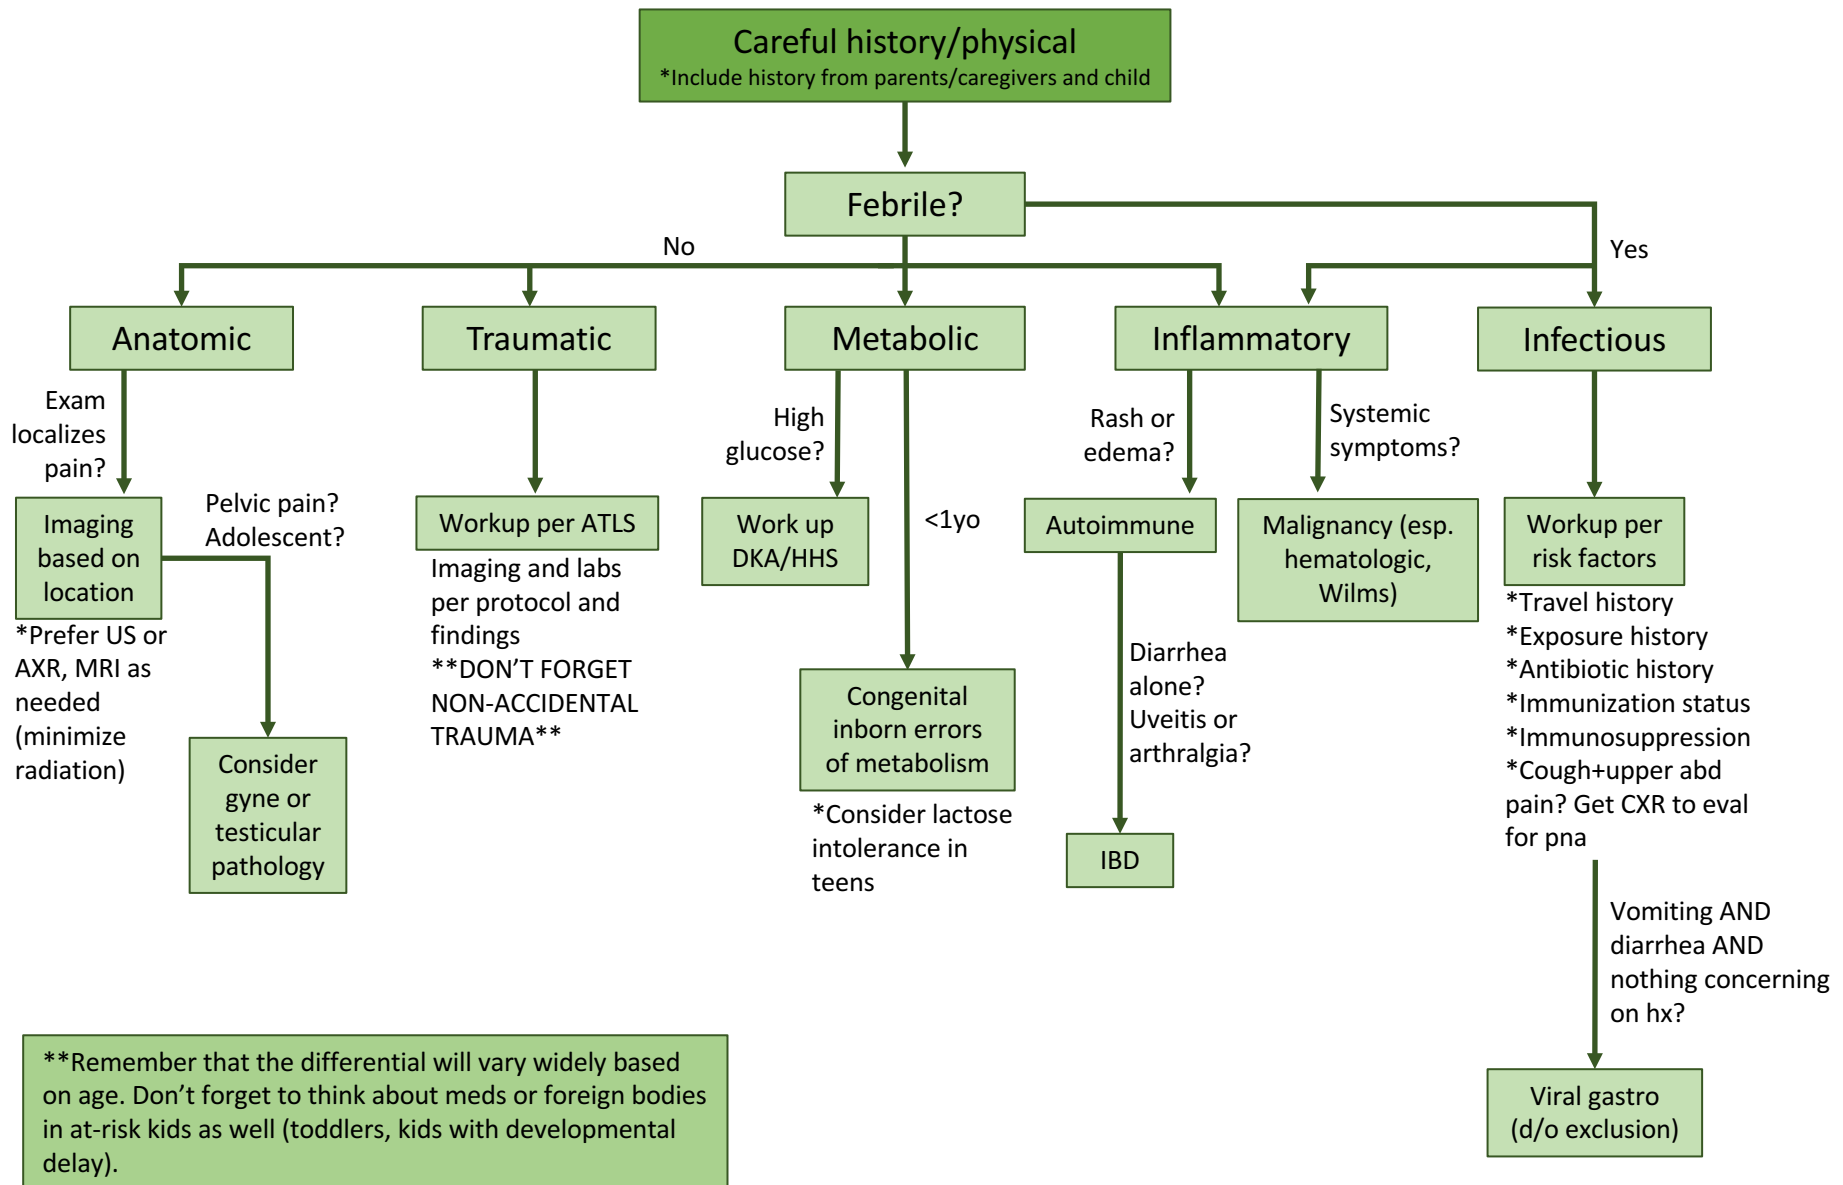 Careful history/physical
*Include history from parents/caregivers and child
Febrile?
No
Yes
Anatomic
Traumatic
Metabolic
Inflammatory
Infectious
Exam
localizes
pain?
High
glucose?
Rash or
edema?
Systemic
symptoms?
Imaging
based on
location
Pelvic pain?
Adolescent?
Workup per ATLS
Work up
DKA/HHS
<1yo
Autoimmune
Malignancy (esp.
hematologic,
Wilms)
Workup per
risk factors
*Prefer US or
AXR, MRI as
needed
(minimize
radiation)
Imaging and labs
per protocol and
findings
**DON’T FORGET
NON-ACCIDENTAL
TRAUMA**
*Travel history
*Exposure history
*Antibiotic history
*Immunization status
*Immunosuppression
*Cough+upper abd
pain? Get CXR to eval
for pna
Diarrhea
alone?
Uveitis or
arthralgia?
Consider
gyne or
testicular
pathology
Congenital
inborn errors
of metabolism
*Consider lactose
intolerance in
teens
IBD
Vomiting AND
diarrhea AND
nothing concerning
on hx?
Viral gastro
(d/o exclusion)
**Remember that the differential will vary widely based
on age. Don’t forget to think about meds or foreign bodies
in at-risk kids as well (toddlers, kids with developmental
delay).